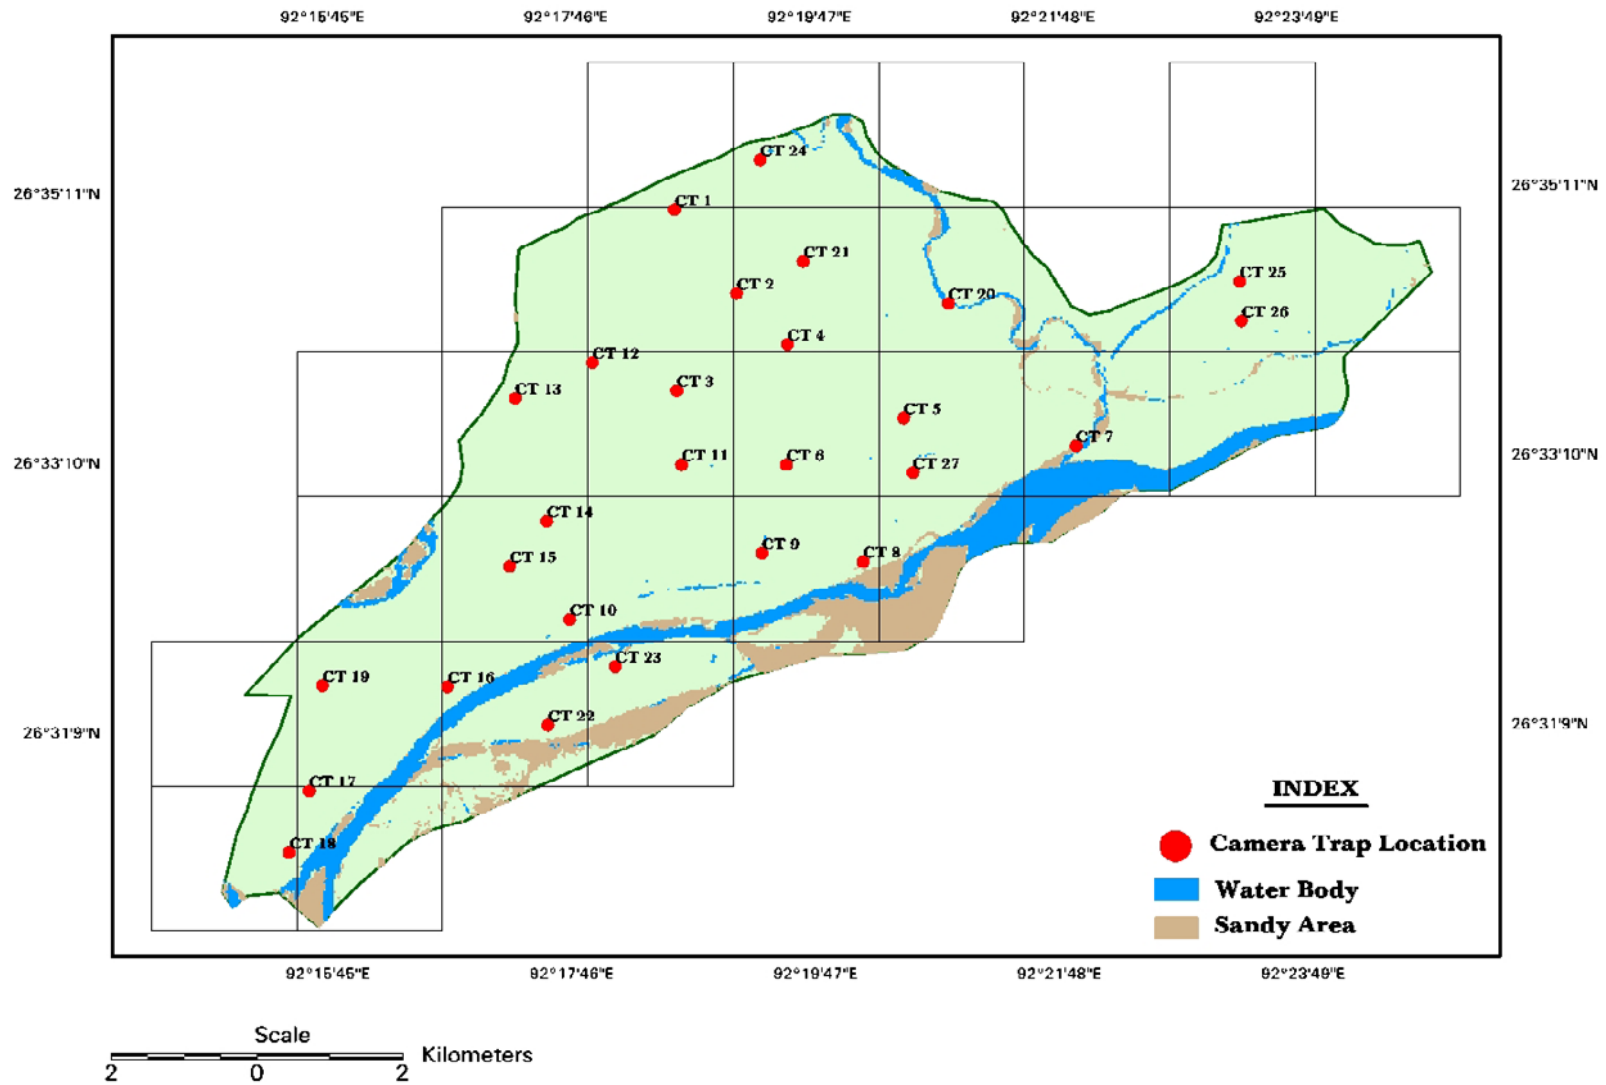 92°15'45"E 92°17'46"E 92°19'47"E 92°21'48"E 92°23'49"E
CT 24
26°35'11"N 26°35'11"N
CT 1
CT 21
CT 25
CT 2
CT 20
CT 26
CT 4
CT 12
CT 3
CT 13
CT 5
CT 7
CT 11 CT 6
26°33'10"N CT 27 26°33'10"N
CT 14
CT 9
CT 8
CT 15
CT 10
CT 23
CT 19 CT 16
CT 22
26°31'9"N 26°31'9"N
CT 17
INDEX
CT 18 Camera Trap Location
Water Body
Sandy Area
92°15'45"E 92°17'46"E 92°19'47"E 92°21'48"E 92°23'49"E
Scale
Kilometers
2 0 2